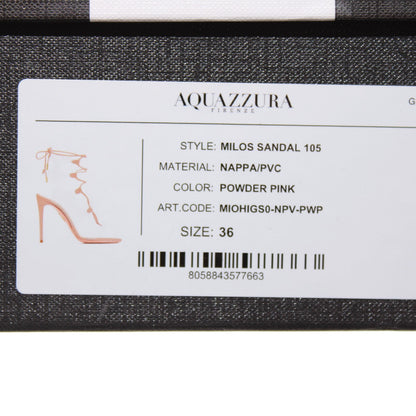 AQUAZZURA
FIRENZE
G
STYLE: MILOS SANDAL 105
MATERIAL: NAPPA/PVC
COLOR: POWDER PINK
ART.CODE: MIOHIGS0-NPV-PWP
SIZE: 36
8058843577663